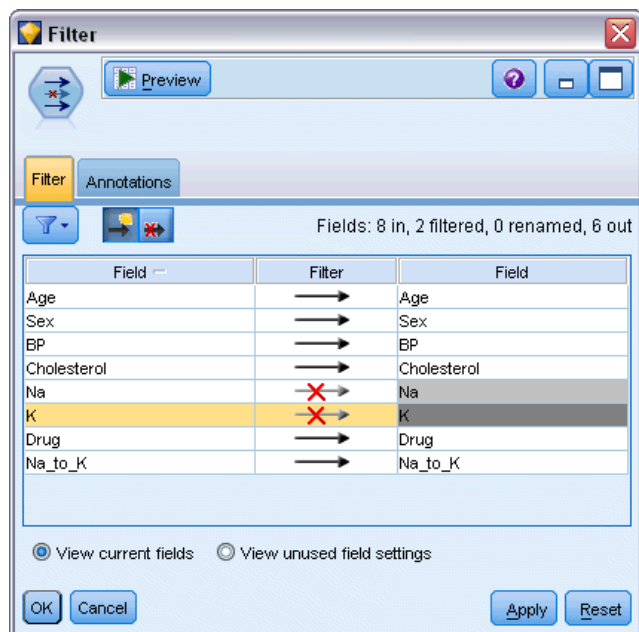 Filter
Preview
Filter Annotations
Fields: 8 in, 2 filtered, 0 renamed, 6 out
Field Filter Field
Age Age
Sex Sex
BP BP
Cholesterol Cholesterol
Na Na
K K
Drug Drug
Na_to_K Na_to_K
View current fields View unused field settings
OK Cancel Apply Reset